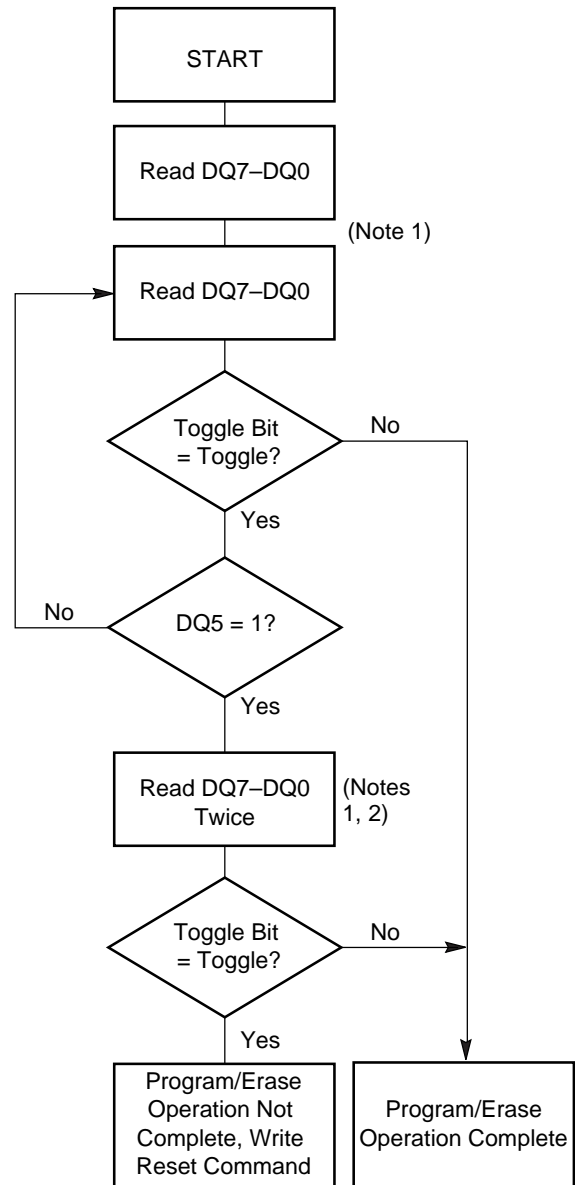 START
Read DQ7–DQ0
(Note 1)
Read DQ7–DQ0
Toggle Bit
= Toggle?
No
Yes
No
DQ5 = 1?
Yes
Read DQ7–DQ0
Twice
(Notes
1, 2)
Toggle Bit
= Toggle?
No
Yes
Program/Erase
Operation Not
Complete, Write
Reset Command
Program/Erase
Operation Complete